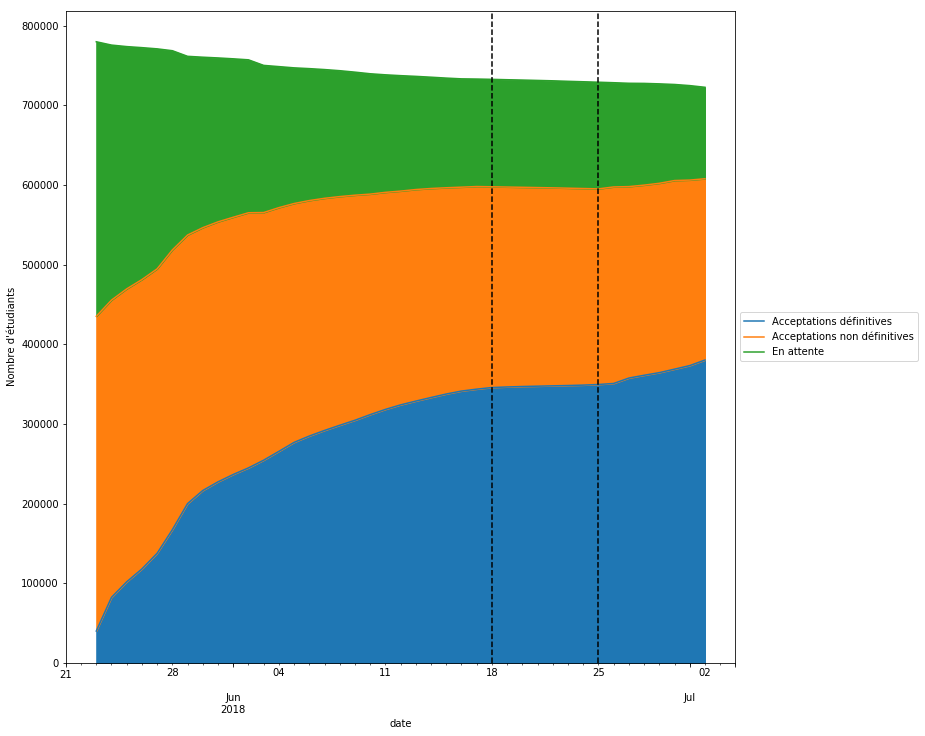 800000
700000
600000
500000
400000
300000
200000
100000
0
Nombre d'étudiants
21
28
04
11
18
25
02
Jun
2018
Jul
date
Acceptations définitives
Acceptations non définitives
En attente